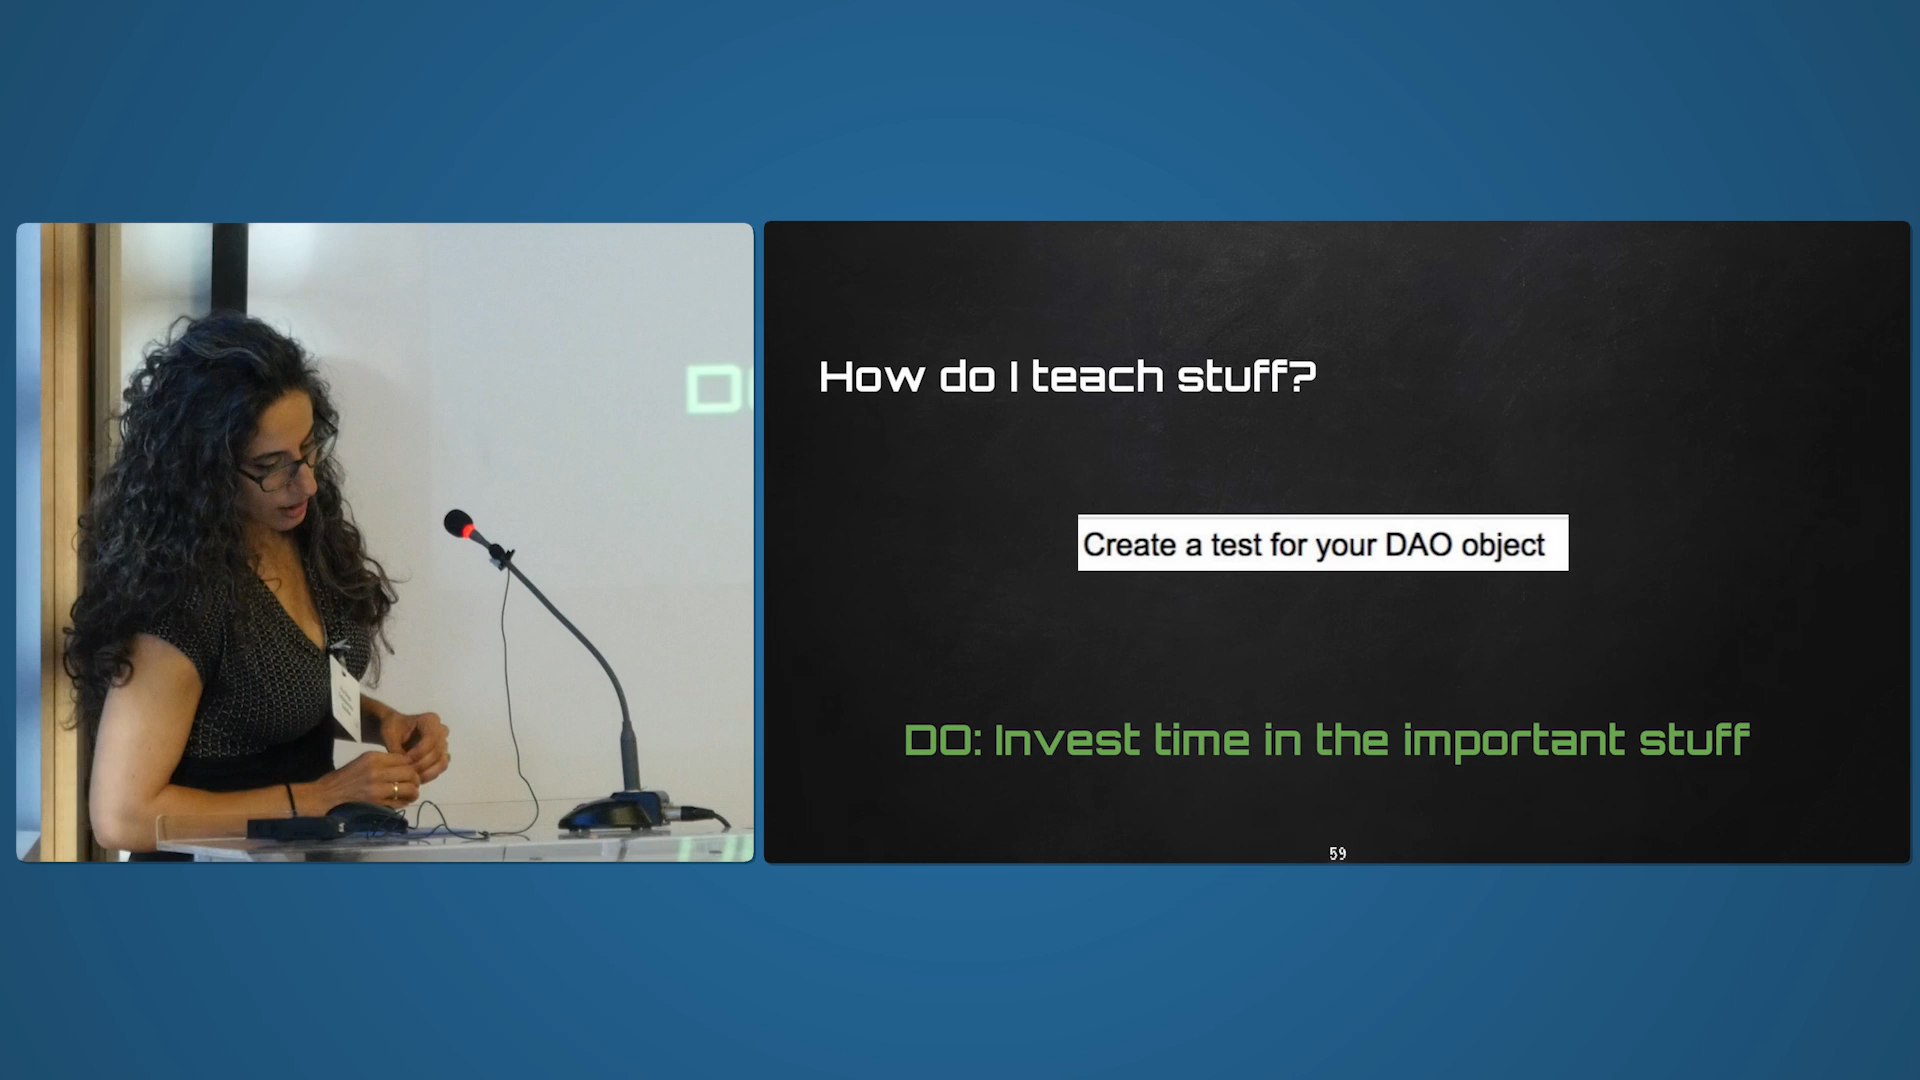 How do I teach stuff?
Create a test for your DAO object
DO: Invest time in the important stuff
59